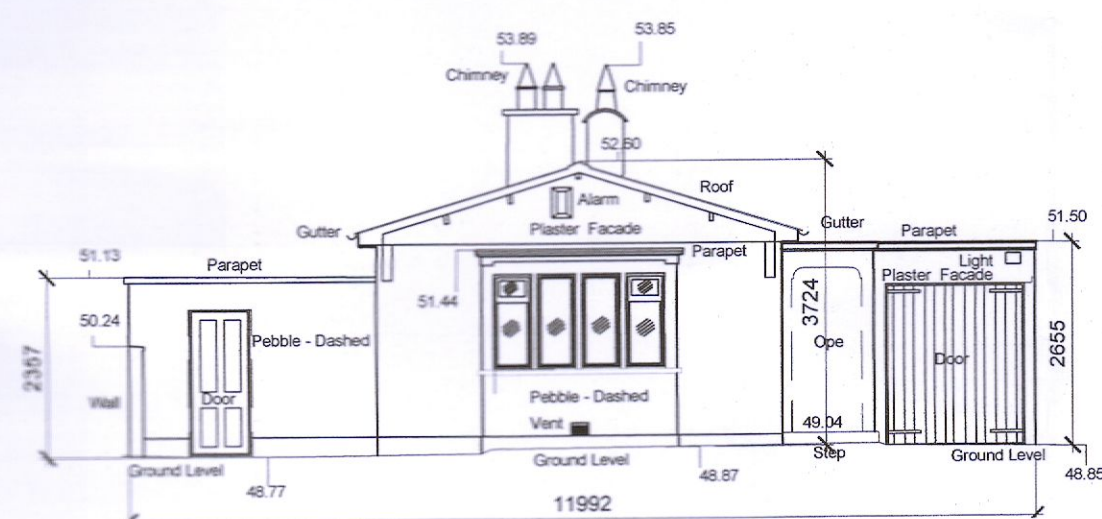 53.89
53.85
Chimney
Chimney
52.60
Alarm
Roof
Gutter
Plaster Facade
Gutter
51.50
51.13
Parapet
Parapet
Parapet
Light
Plaster Facade
51.44
3724
50.24
2357
Pebble - Dashed
Ope
Door
2655
Wall
Door
Pebble - Dashed
Vent
49.04
Ground Level
Ground Level
Step
Ground Level
48.77
48.87
48.85
11992